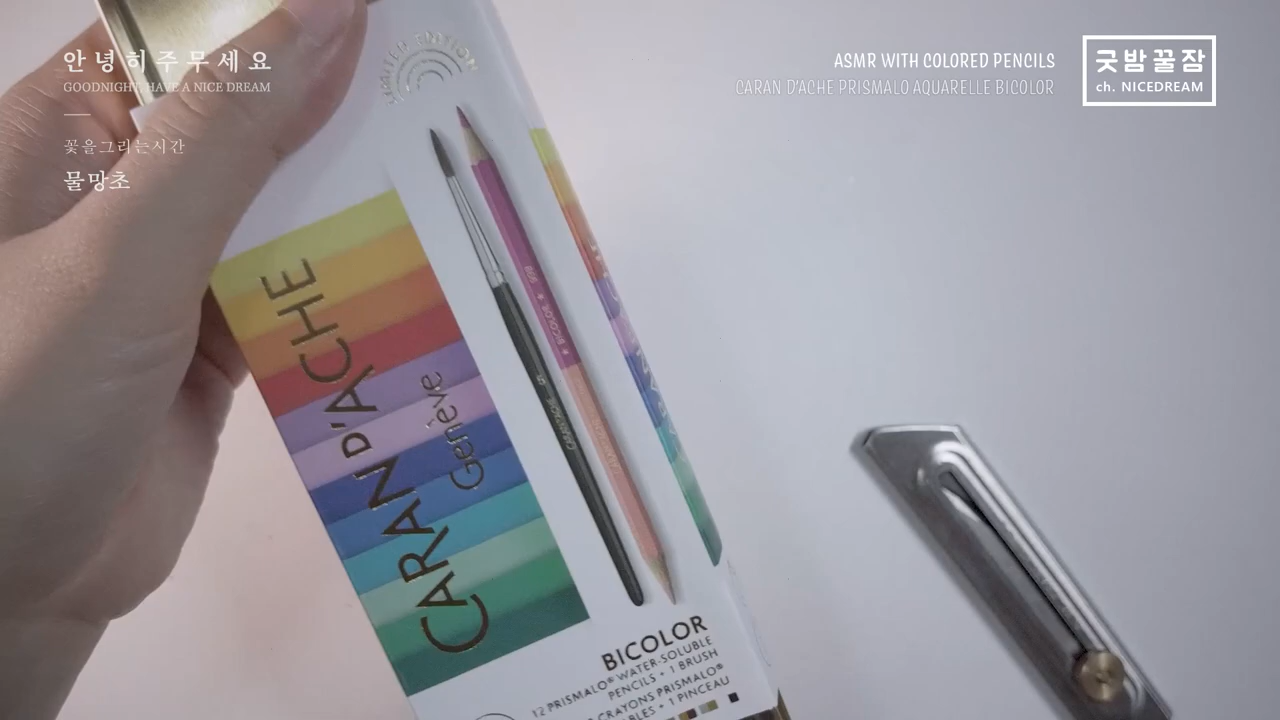 안녕히주무세요
GOODNIGHT, HAVE A NICE DREAM
꽃을그리는시간
물망초
ASMR WITH COLORED PENCILS
CARAN D'ACHE PRISMALO AQUARELLE BICOLOR
굿밤꿀잠
ch. NICEDREAM
LIMITED EDITION
CARAN D'ACHE
Genève
BICOLOR
12 PRISMALO® WATER-SOLUBLE
PENCILS + 1 BRUSH
CRAYONS PRISMALO®
+ 1 PINCEAU